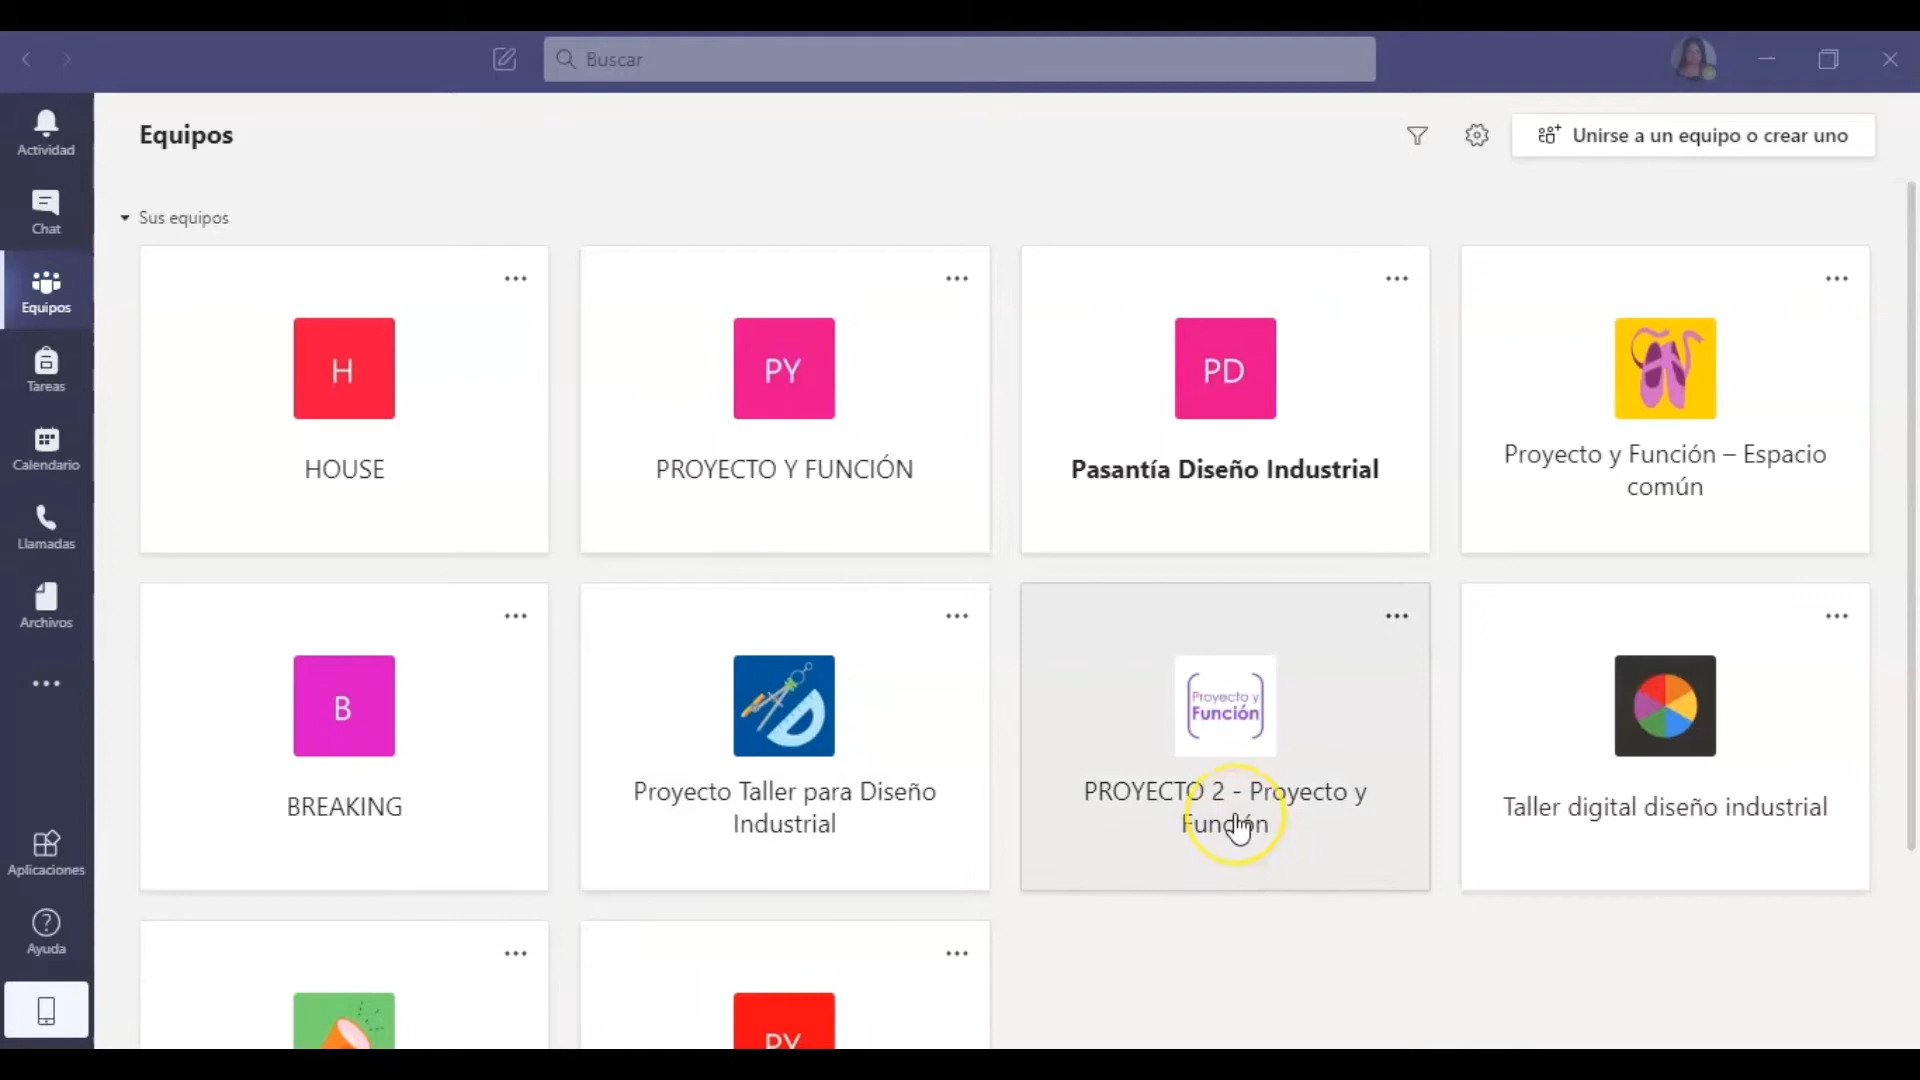 Buscar
Actividad
Chat
Equipos
Tareas
Calendario
Llamadas
Archivos
Aplicaciones
Ayuda
Equipos
Unirse a un equipo o crear uno
Sus equipos
H
HOUSE
PY
PROYECTO Y FUNCIÓN
PD
Pasantía Diseño Industrial
Proyecto y Función – Espacio
común
B
BREAKING
Proyecto Taller para Diseño
Industrial
Proyecto y
Función
PROYECTO 2 - Proyecto y
Función
Taller digital diseño industrial
PY